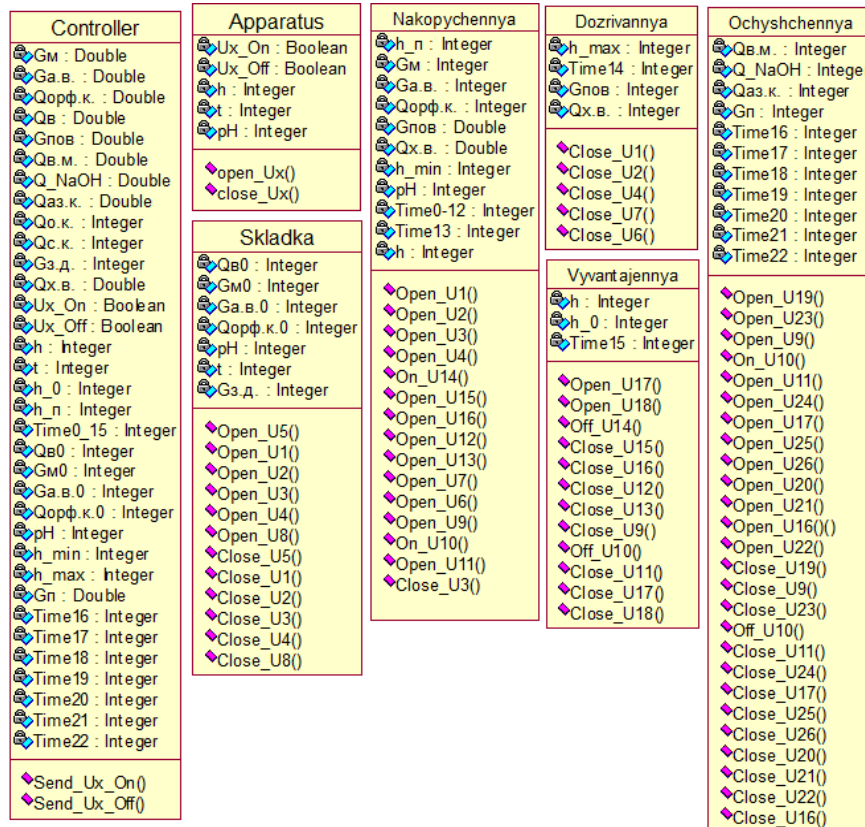 Controller
Gм : Double
Ga.в. : Double
Qорф.к. : Double
Qв : Double
Gпов : Double
Qв.м. : Double
Q_NaOH : Double
Qаз.к. : Double
Qо.к. : Integer
Qс.к. : Integer
Gз.д. : Integer
Qх.в. : Double
Ux_On : Boolean
Ux_Off : Boolean
h : Integer
t : Integer
h_0 : Integer
h_п : Integer
Time0_15 : Integer
Qв0 : Integer
Gм0 : Integer
Ga.в.0 : Integer
Qорф.к.0 : Integer
pH : Integer
h_min : Integer
h_max : Integer
Gп : Double
Time16 : Integer
Time17 : Integer
Time18 : Integer
Time19 : Integer
Time20 : Integer
Time21 : Integer
Time22 : Integer
Send_Ux_On()
Send_Ux_Off()
Apparatus
Ux_On : Boolean
Ux_Off : Boolean
h : Integer
t : Integer
pH : Integer
open_Ux()
close_Ux()
Skladka
Qв0 : Integer
Gм0 : Integer
Ga.в.0 : Integer
Qорф.к.0 : Integer
pH : Integer
t : Integer
Gз.д. : Integer
Open_U5()
Open_U1()
Open_U2()
Open_U3()
Open_U4()
Open_U8()
Close_U5()
Close_U1()
Close_U2()
Close_U3()
Close_U4()
Close_U8()
Nakopychennya
h_п : Integer
Gм : Integer
Ga.в. : Integer
Qорф.к. : Integer
Gпов : Double
Qх.в. : Double
h_min : Integer
pH : Integer
Time0-12 : Integer
Time13 : Integer
h : Integer
Open_U1()
Open_U2()
Open_U3()
Open_U4()
On_U14()
Open_U15()
Open_U16()
Open_U12()
Open_U13()
Open_U7()
Open_U6()
Open_U9()
On_U10()
Open_U11()
Close_U3()
Dozrivannya
h_max : Integer
Time14 : Integer
Gпов : Integer
Qх.в. : Integer
Close_U1()
Close_U2()
Close_U4()
Close_U7()
Close_U6()
Vyvantajennya
h : Integer
h_0 : Integer
Time15 : Integer
Open_U17()
Open_U18()
Off_U14()
Close_U15()
Close_U16()
Close_U12()
Close_U13()
Close_U9()
Off_U10()
Close_U11()
Close_U17()
Close_U18()
Ochyshchennya
Qв.м. : Integer
Q_NaOH : Intege
Qаз.к. : Integer
Gп : Integer
Time16 : Integer
Time17 : Integer
Time18 : Integer
Time19 : Integer
Time20 : Integer
Time21 : Integer
Time22 : Integer
Open_U19()
Open_U23()
Open_U9()
On_U10()
Open_U11()
Open_U24()
Open_U17()
Open_U25()
Open_U26()
Open_U20()
Open_U21()
Open_U16()()
Open_U22()
Close_U19()
Close_U9()
Close_U23()
Off_U10()
Close_U11()
Close_U24()
Close_U17()
Close_U25()
Close_U26()
Close_U20()
Close_U21()
Close_U22()
Close_U16()